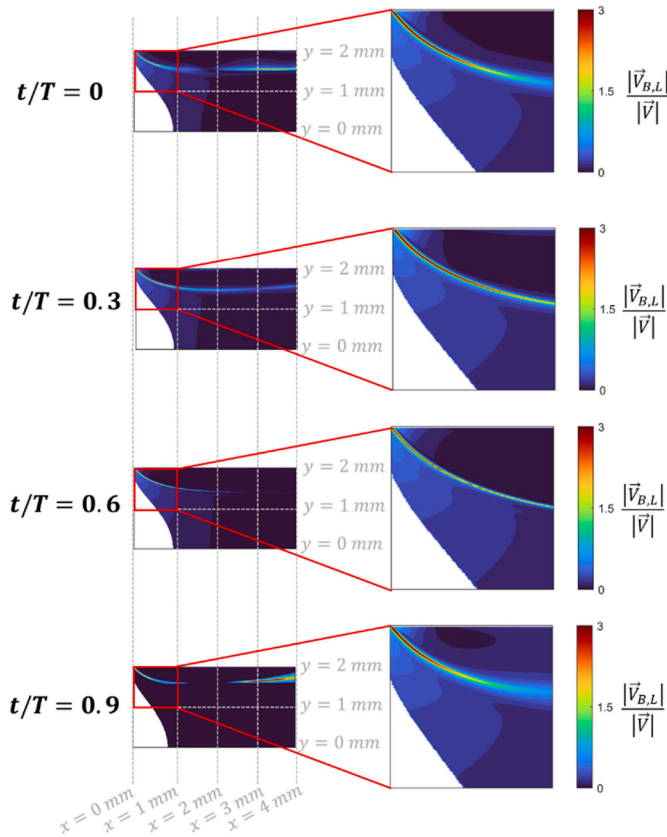 t/T = 0
y = 2 mm
y = 1 mm
y = 0 mm
3
1.5
0
|V⃗_{B,L}|
|V⃗|
t/T = 0.3
y = 2 mm
y = 1 mm
y = 0 mm
3
1.5
0
|V⃗_{B,L}|
|V⃗|
t/T = 0.6
y = 2 mm
y = 1 mm
y = 0 mm
3
1.5
0
|V⃗_{B,L}|
|V⃗|
t/T = 0.9
y = 2 mm
y = 1 mm
y = 0 mm
3
1.5
0
|V⃗_{B,L}|
|V⃗|
x = 0 mm
x = 1 mm
x = 2 mm
x = 3 mm
x = 4 mm